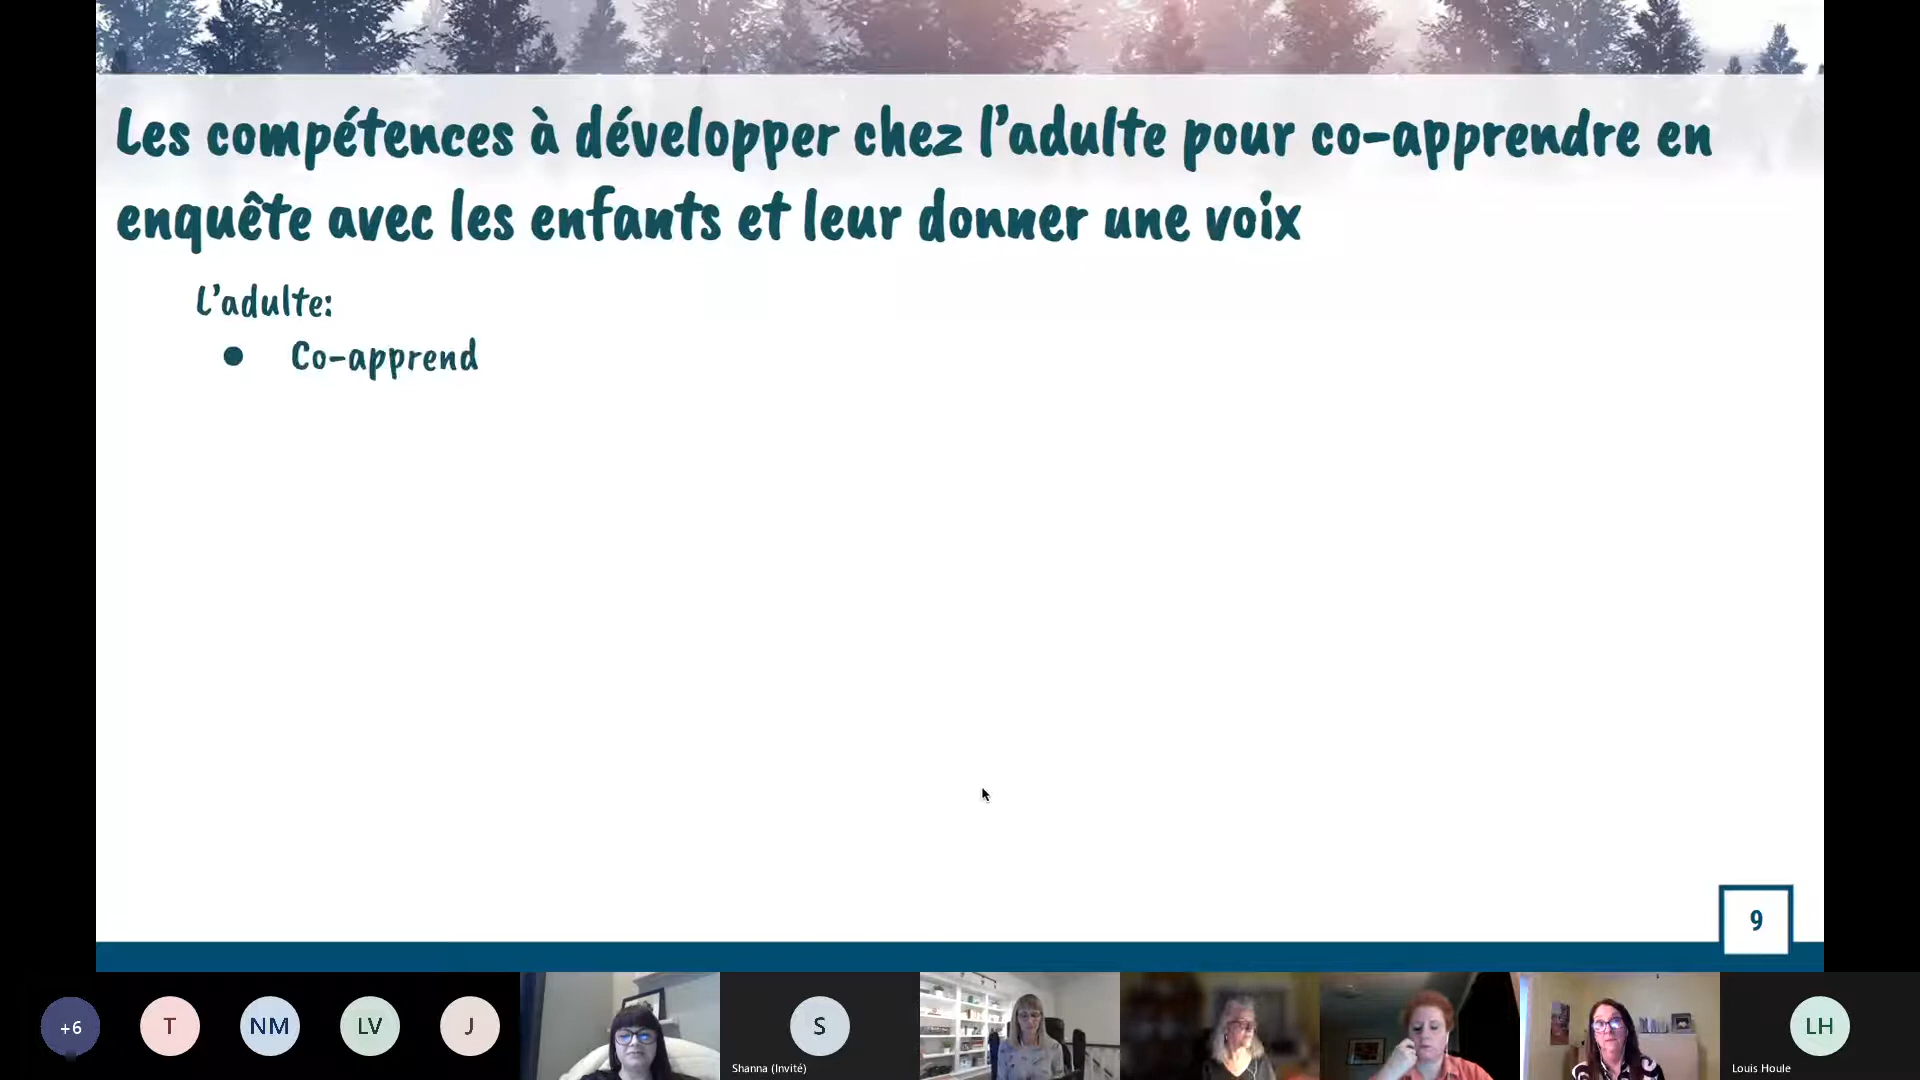 Les compétences à développer chez l'adulte pour co-apprendre en
enquête avec les enfants et leur donner une voix
L'adulte:
● Co-apprend
9
+6
T
NM
LV
J
S
Shanna (Invité)
LH
Louis Houle